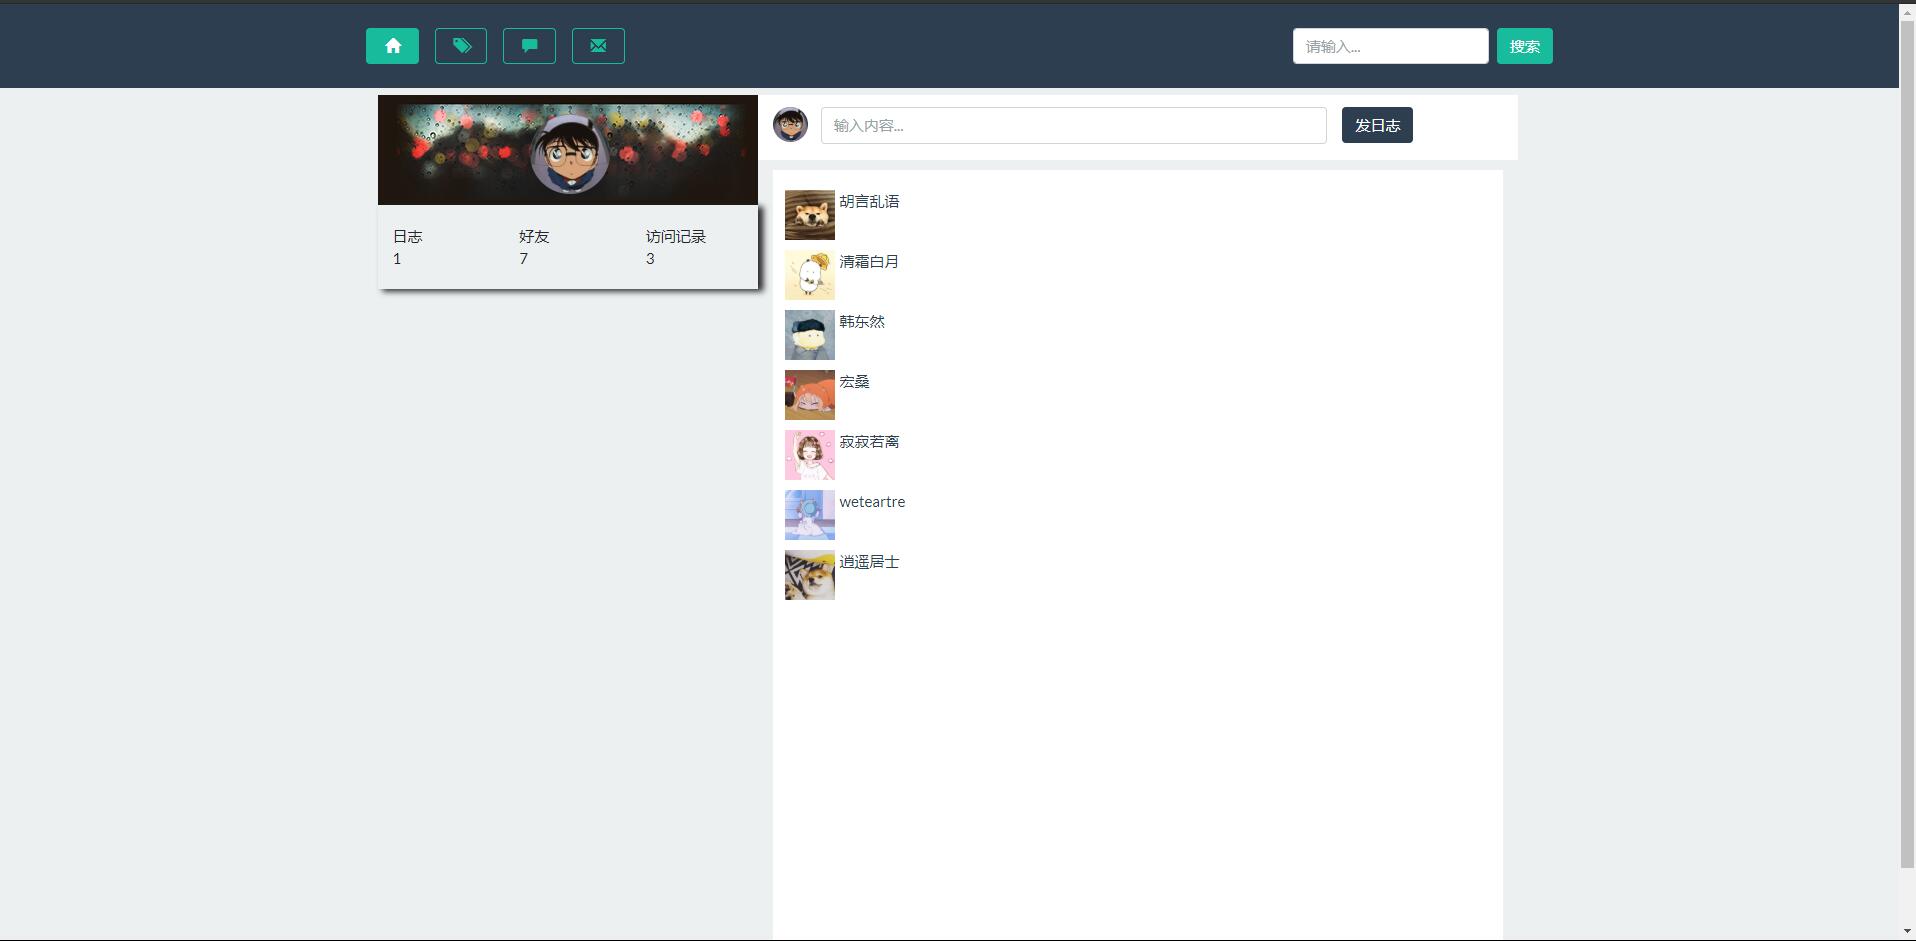 请输入...
搜索
输入内容...
发日志
日志
好友
访问记录
1
7
3
胡言乱语
清霜白月
韩东然
宏桑
寂寂若离
weteartre
逍遥居士